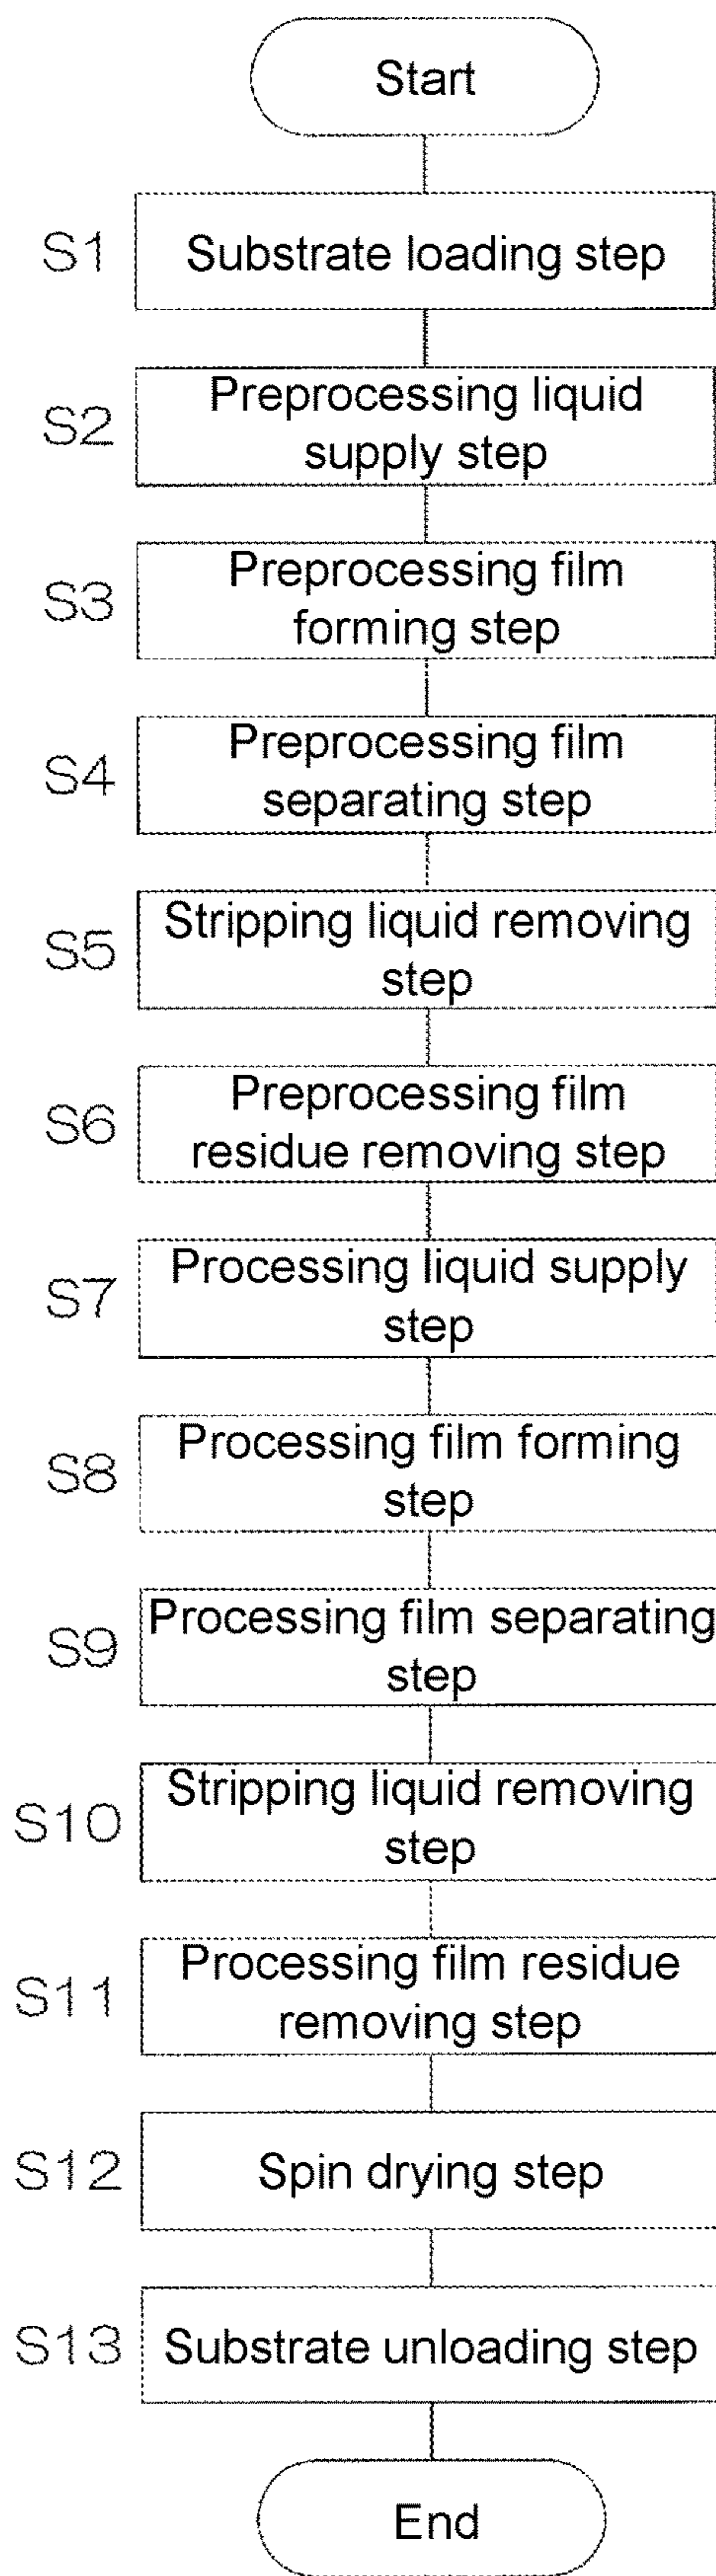 Start
S1
Substrate loading step
S2
Preprocessing liquid
supply step
S3
Preprocessing film
forming step
S4
Preprocessing film
separating step
S5
Stripping liquid removing
step
S6
Preprocessing film
residue removing step
S7
Processing liquid supply
step
S8
Processing film forming
step
S9
Processing film separating
step
S10
Stripping liquid removing
step
S11
Processing film residue
removing step
S12
Spin drying step
S13
Substrate unloading step
End